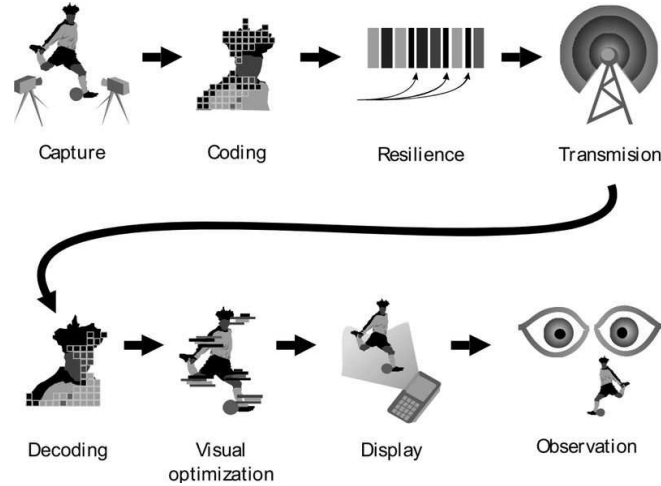 Capture
Coding
Resilience
Transmision
Decoding
Visual
optimization
Display
Observation